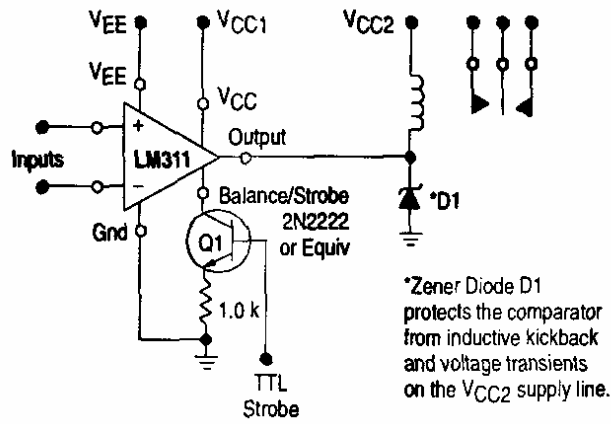 VEE
VCC1
VCC2
VEE
VCC
+
Inputs
LM311
Output
−
Balance/Strobe
2N2222
or Equiv
*D1
Gnd
Q1
1.0 k
TTL
Strobe
*Zener Diode D1
protects the comparator
from inductive kickback
and voltage transients
on the VCC2 supply line.